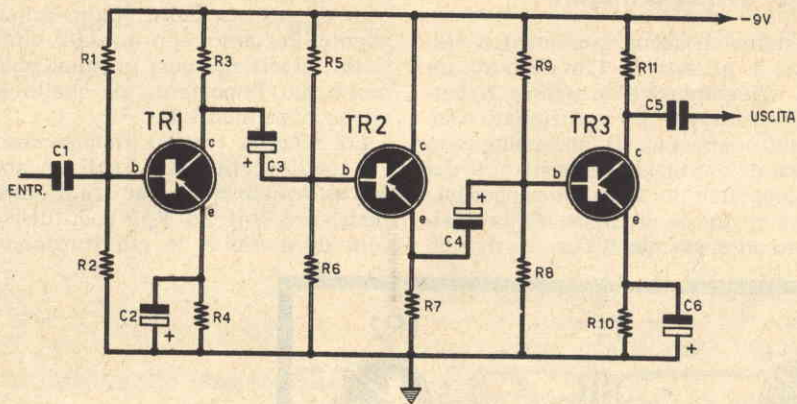 -9V
R1
R3
R5
R9
R11
C5
TR1
TR2
TR3
USCITA
C1
c
C3
c
c
b
b
b
ENTR.
+
+
e
e
e
C4
R2
R6
R8
C2
R4
R7
R10
C6
+
+